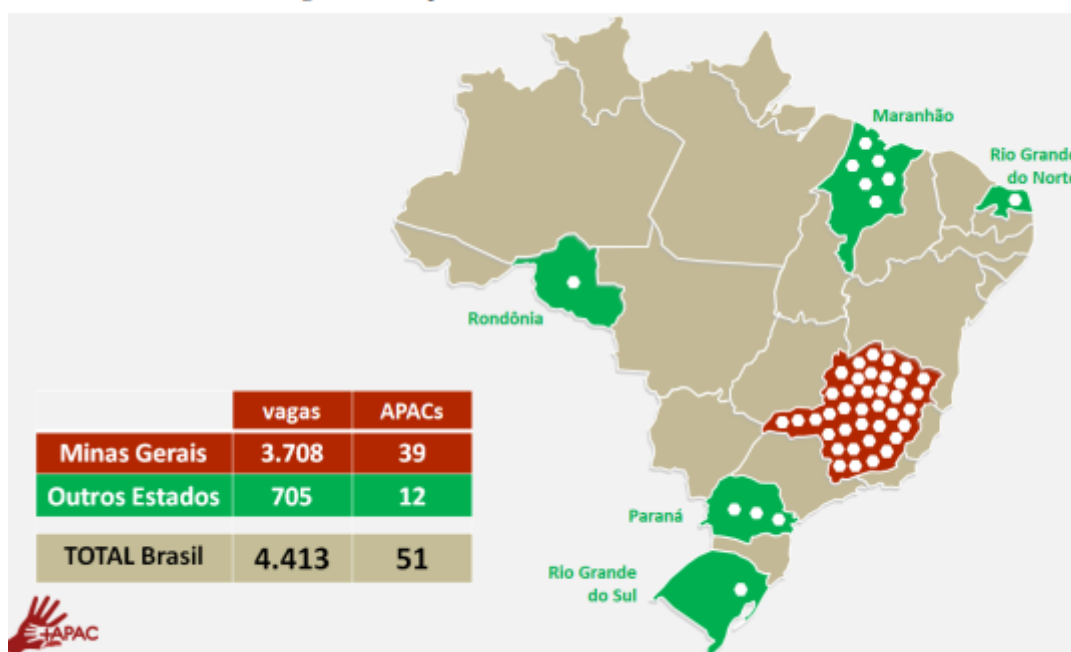 Maranhão
Rio Grande
do Norte
Rondônia
vagas APACs
Minas Gerais 3.708 39
Outros Estados 705 12
TOTAL Brasil 4.413 51
Paraná
Rio Grande
do Sul
APAC